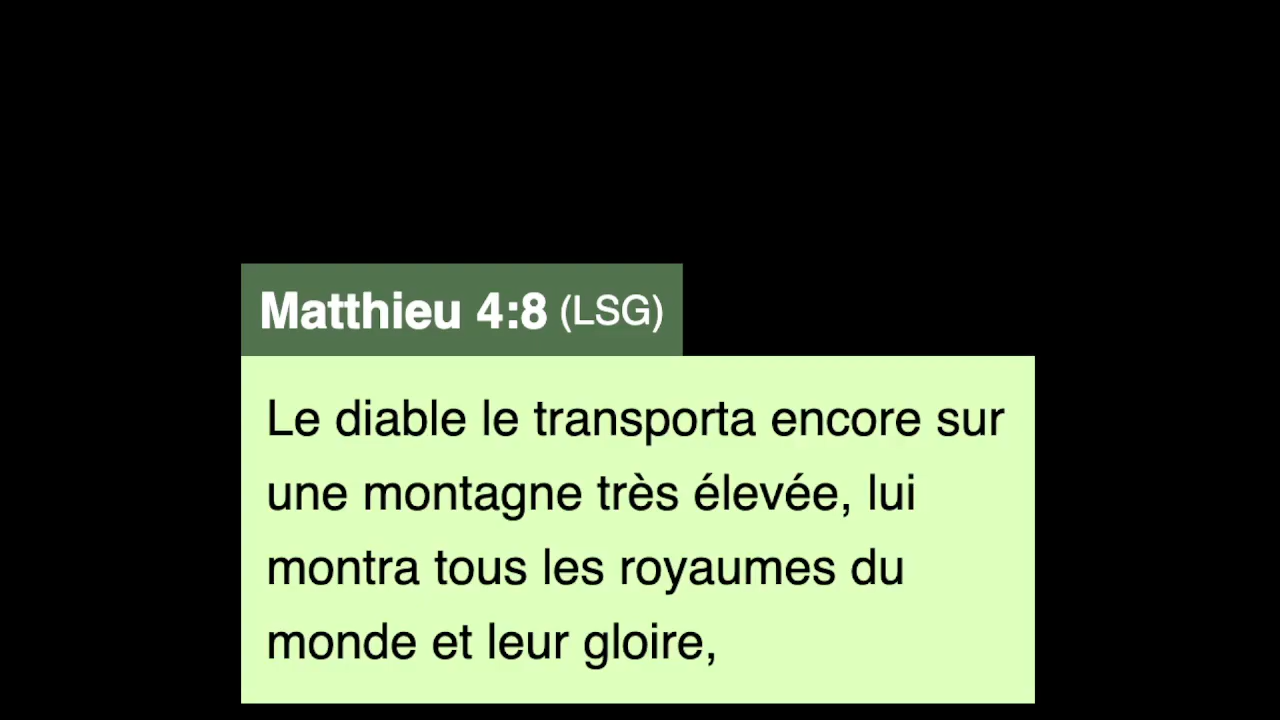 Matthieu 4:8 (LSG)
Le diable le transporta encore sur
une montagne très élevée, lui
montra tous les royaumes du
monde et leur gloire,